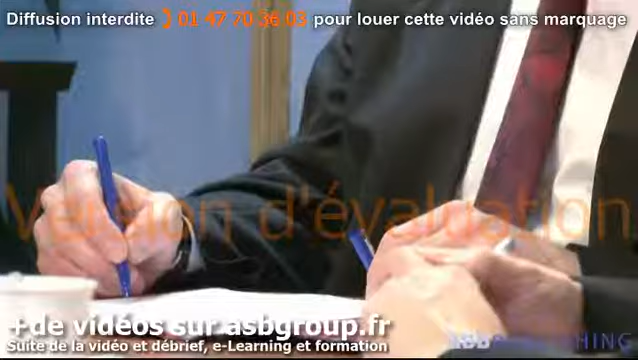 Diffusion interdite 01 47 70 36 03 pour louer cette vidéo sans marquage
Version d'évaluation
+de vidéos sur asbgroup.fr
Suite de la vidéo et débrief, e-Learning et formation